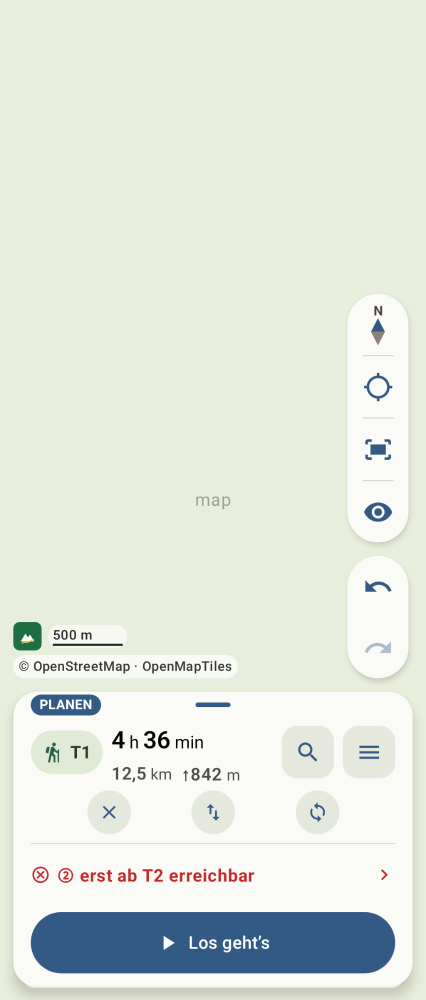 N
map
500 m
© OpenStreetMap · OpenMapTiles
PLANEN
T1
4 h 36 min
12,5 km ↑842 m
② erst ab T2 erreichbar
Los geht’s